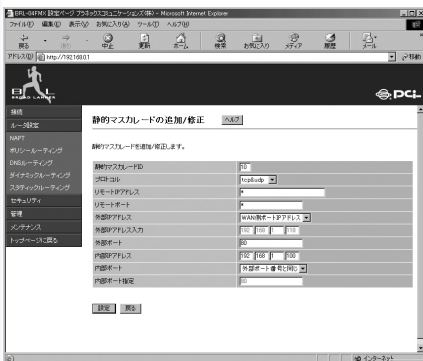 BRL-04FMX 設定ページ プラネックスコミュニケーションズ(株) - Microsoft Internet Explorer
ファイル(F) 編集(E) 表示(V) お気に入り(A) ツール(T) ヘルプ(H)
戻る 中止 更新 ホーム 検索 お気に入り メディア 履歴 メール
アドレス(D) http://192.168.0.1 移動
BRL
BROAD LANNER
PCi
接続
ルータ設定
NAPT
ポリシールーティング
DNSルーティング
ダイナミックルーティング
スタティックルーティング
セキュリティ
管理
メンテナンス
トップページに戻る
静的マスカレードの追加/修正 ヘルプ
静的マスカレードを追加/修正します。
静的マスカレードID 10
プロトコル tcp&udp
リモートIPアドレス *
リモートポート *
外部IPアドレス WAN側ポートIPアドレス
外部IPアドレス入力 192 168 1 110
外部ポート 80
内部IPアドレス 192 168 1 100
内部ポート 外部ポート番号と同じ
内部ポート指定 80
設定 戻る
インターネット